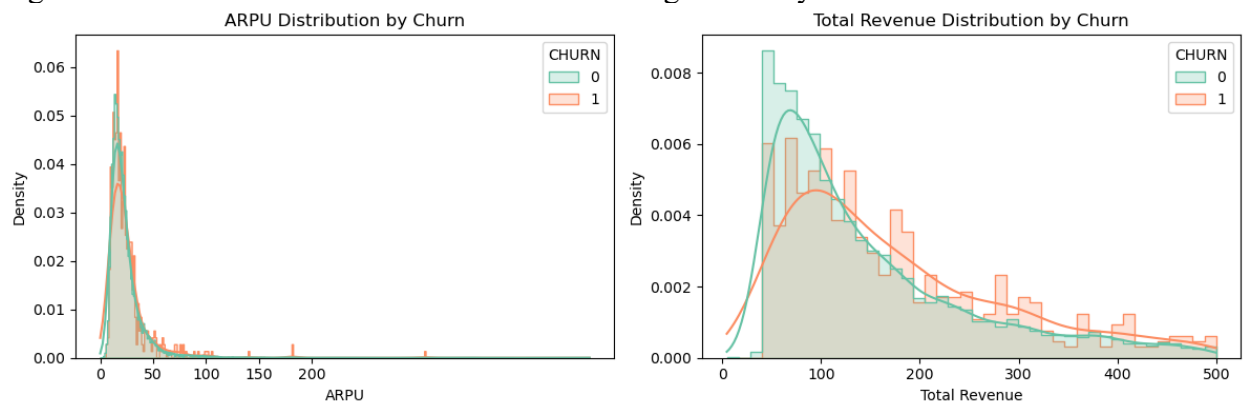 ARPU Distribution by Churn
0.06
0.05
0.04
0.03
0.02
0.01
0.00
Density
CHURN
0
1
0 50 100 150 200
ARPU
Total Revenue Distribution by Churn
0.008
0.006
0.004
0.002
0.000
Density
CHURN
0
1
0 100 200 300 400 500
Total Revenue